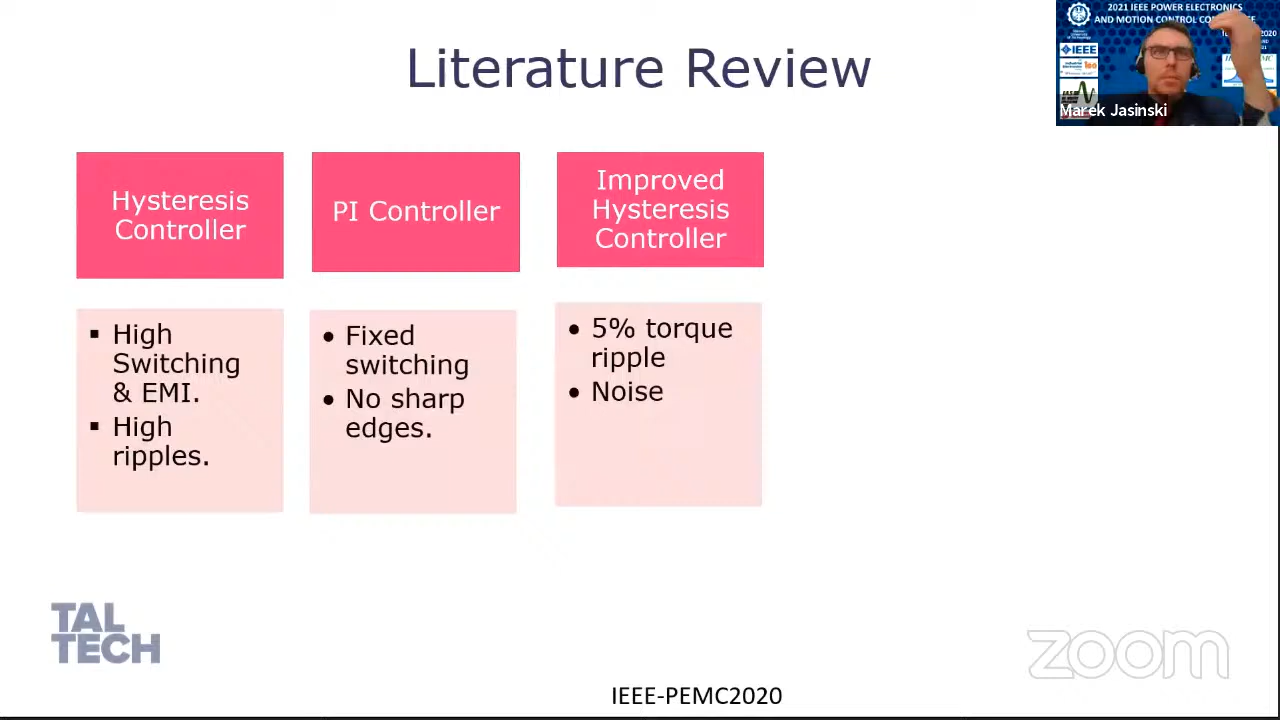 Literature Review
2021 IEEE POWER ELECTRONICS
AND MOTION CONTROL
IEEE
Marek Jasinski
Hysteresis
Controller
PI Controller
Improved
Hysteresis
Controller
▪ High
Switching
& EMI.
▪ High
ripples.
• Fixed
switching
• No sharp
edges.
• 5% torque
ripple
• Noise
TAL
TECH
zoom
IEEE-PEMC2020